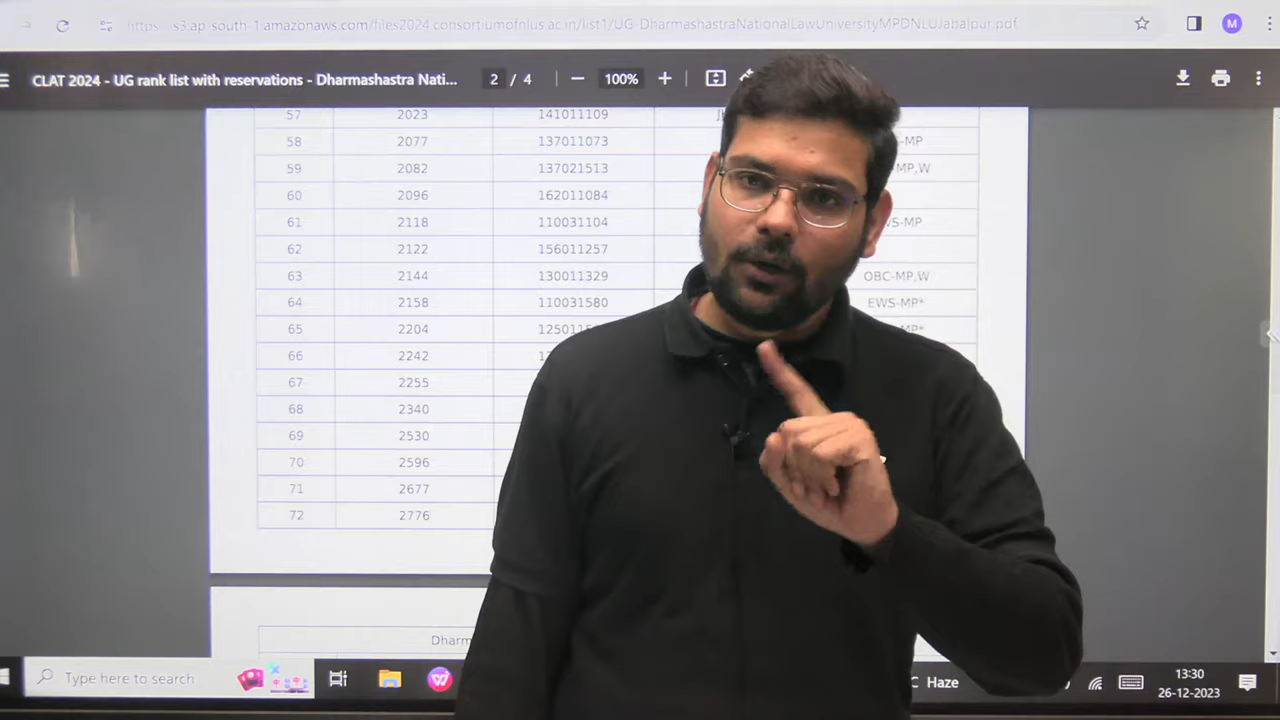 https s3.ap-south-1.amazonaws.com/files2024.consortiumofnlus.ac.in/list1/UG-DharmashastraNationalLawUniversityMPDNLUJabalpur.pdf M
CLAT 2024 - UG rank list with reservations - Dharmashastra Nati... 2 / 4 − 100% +
57 2023 141011109
58 2077 137011073 -MP
59 2082 137021513 MP,W
60 2096 162011084
61 2118 110031104 -MP
62 2122 156011257
63 2144 130011329 OBC-MP,W
64 2158 110031580 EWS-MP*
65 2204 -MP*
66 2242
67 2255
68 2340
69 2530
70 2596
71 2677
72 2776
Type here to search C Haze 13:30
26-12-2023